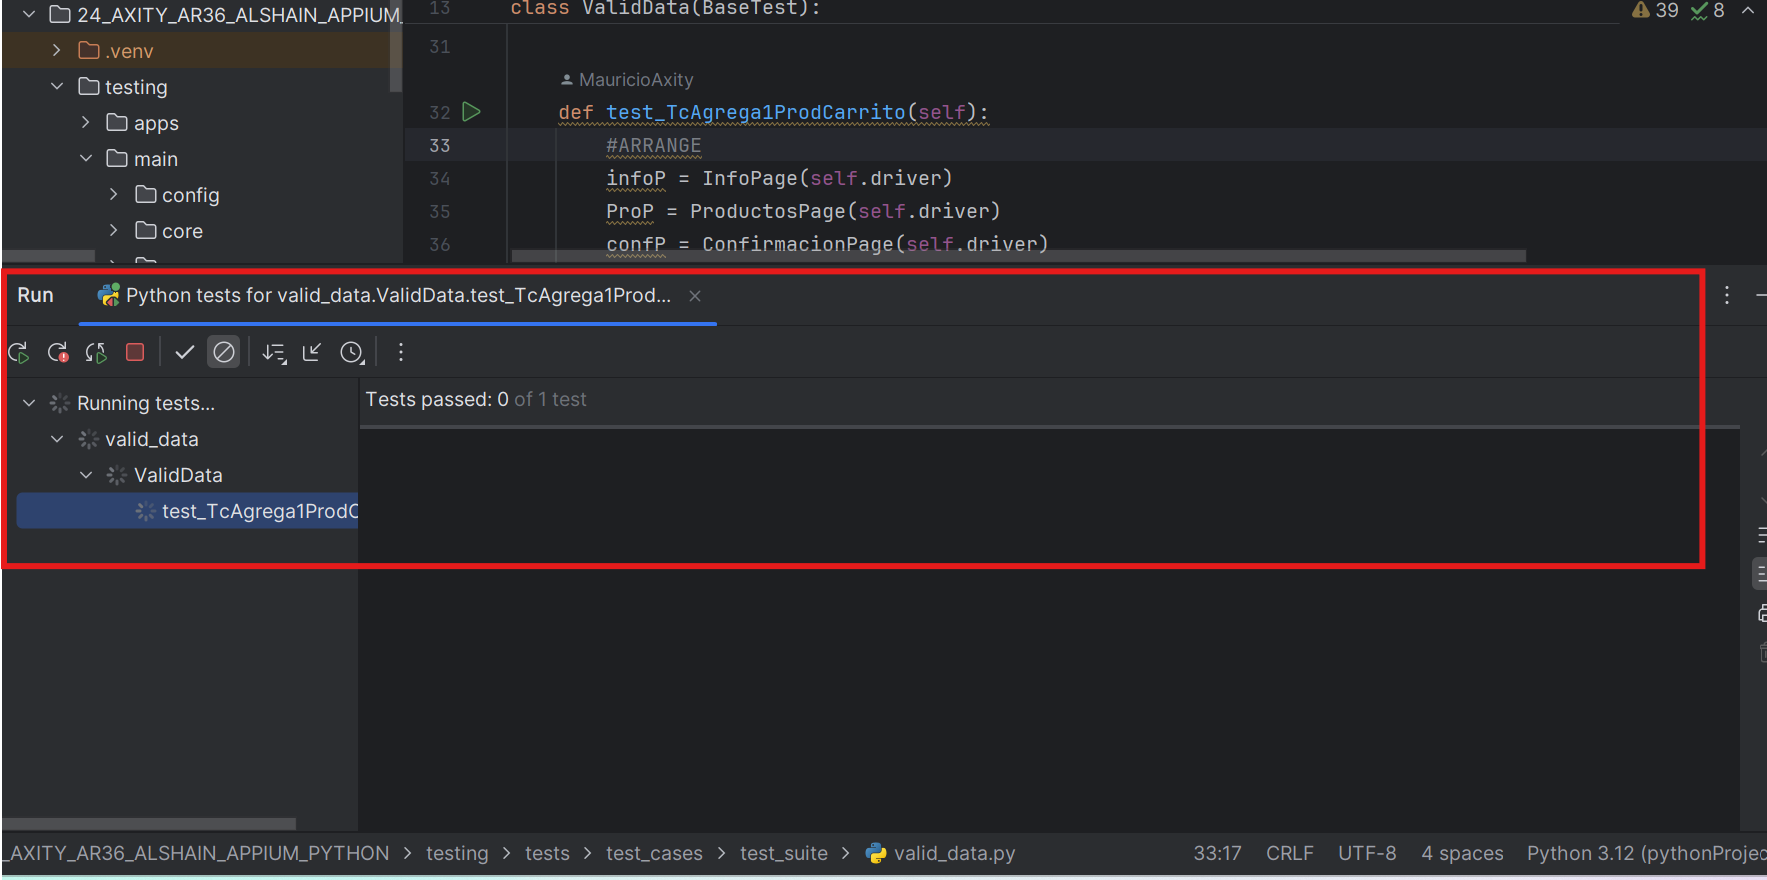 24_AXITY_AR36_ALSHAIN_APPIUM_
.venv
testing
apps
main
config
core
13 class ValidData(BaseTest):
39 8
31
MauricioAxity
32 def test_TcAgrega1ProdCarrito(self):
33 #ARRANGE
34 infoP = InfoPage(self.driver)
35 ProP = ProductosPage(self.driver)
36 confP = ConfirmacionPage(self.driver)
Run Python tests for valid_data.ValidData.test_TcAgrega1Prod...
Running tests...
valid_data
ValidData
test_TcAgrega1ProdC
Tests passed: 0 of 1 test
_AXITY_AR36_ALSHAIN_APPIUM_PYTHON > testing > tests > test_cases > test_suite > valid_data.py 33:17 CRLF UTF-8 4 spaces Python 3.12 (pythonProjec